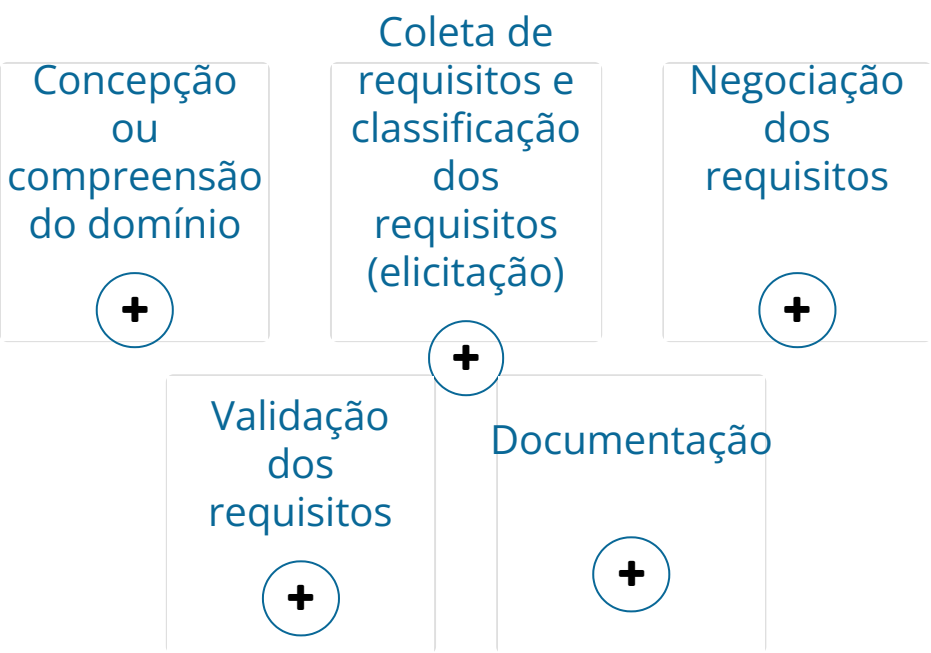 Concepção
ou
compreensão
do domínio
Coleta de
requisitos e
classificação
dos
requisitos
(elicitação)
Negociação
dos
requisitos
Validação
dos
requisitos
Documentação